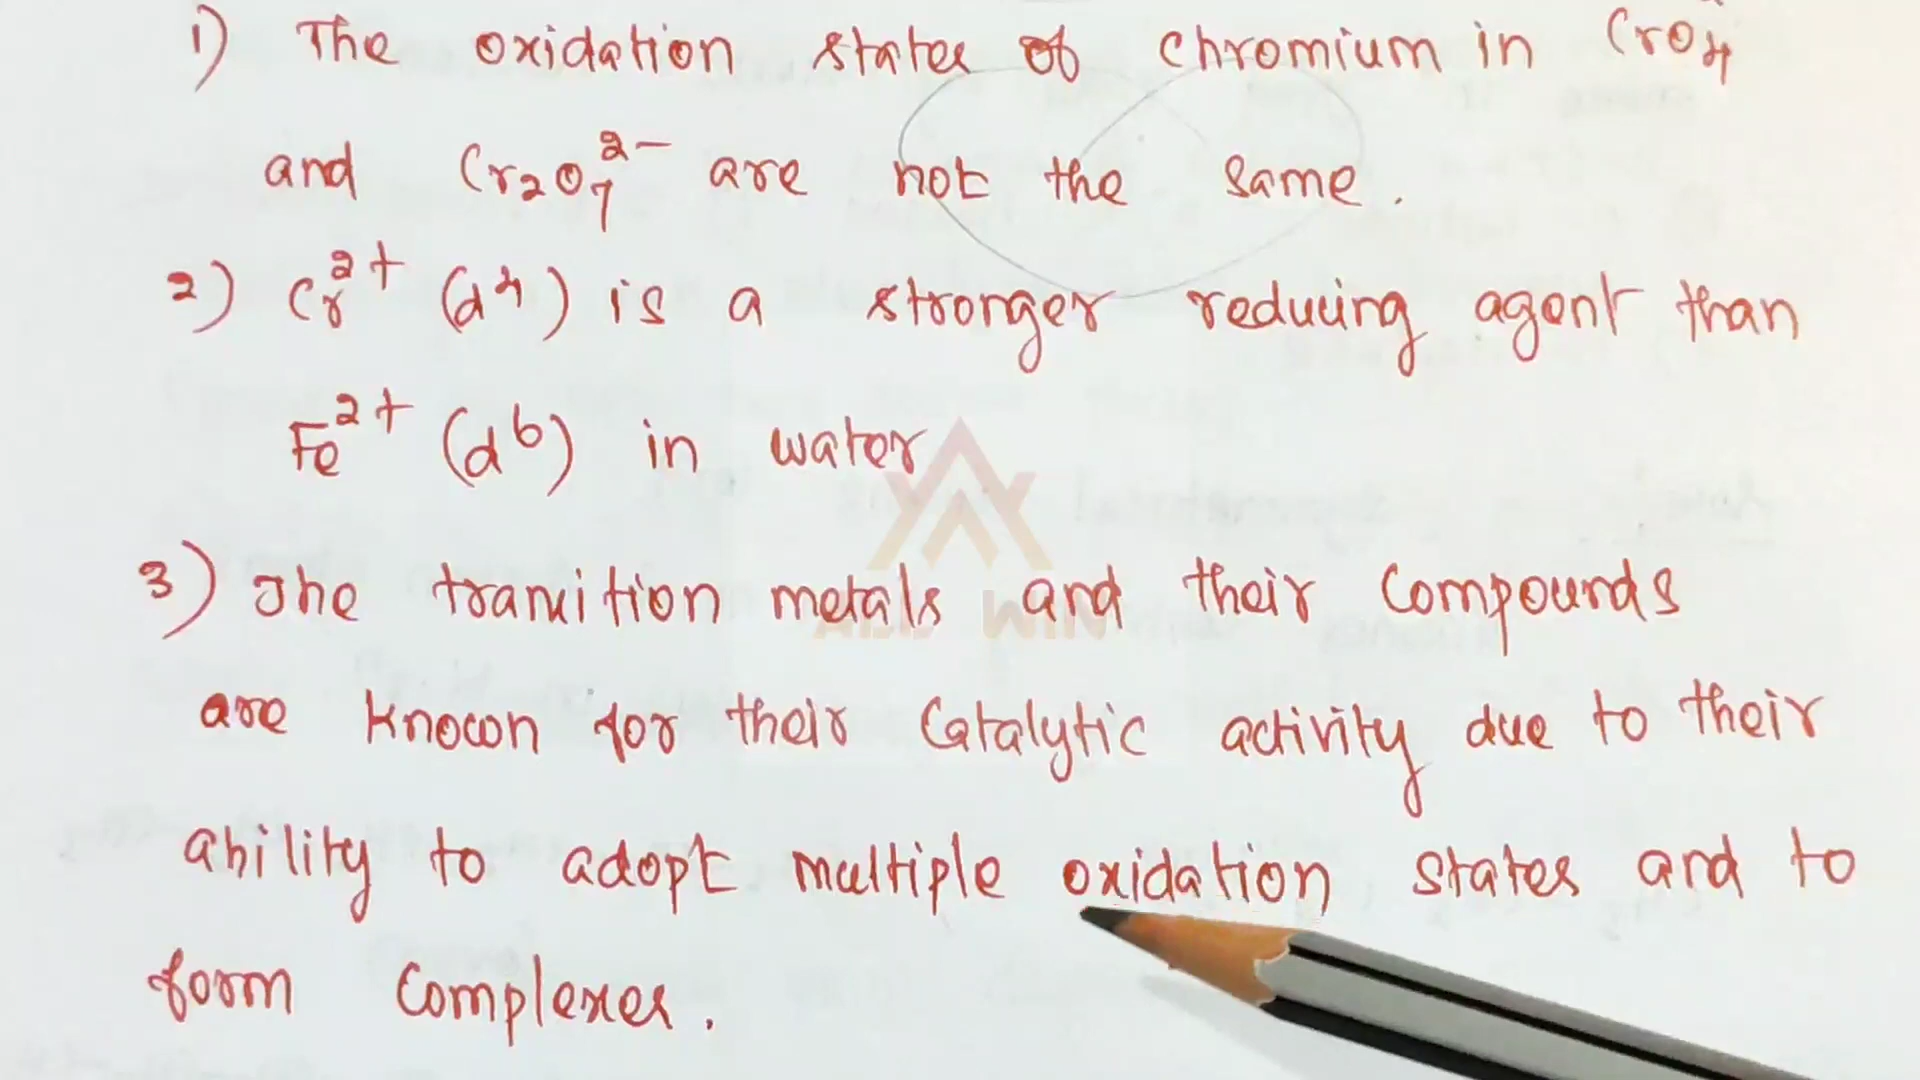 1) The oxidation states of chromium in CrO4
and Cr2O7 2- are not the same.
2) Cr2+ (d4) is a stronger reducing agent than
Fe2+ (d6) in water
3) The transition metals and their compounds
are known for their catalytic activity due to their
ability to adopt multiple oxidation states and to
form complexes.
ALL WIN